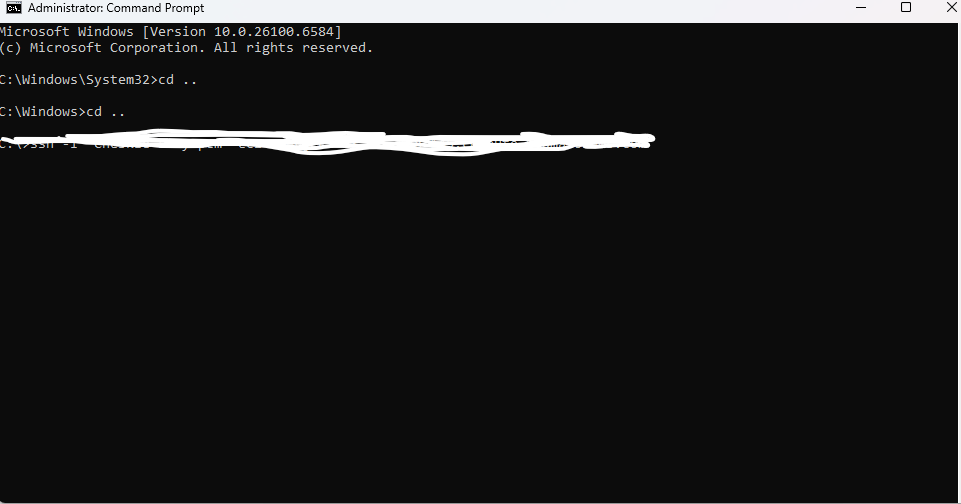 Administrator: Command Prompt
Microsoft Windows [Version 10.0.26100.6584]
(c) Microsoft Corporation. All rights reserved.
C:\Windows\System32>cd ..
C:\Windows>cd ..
C:\>ssh -i